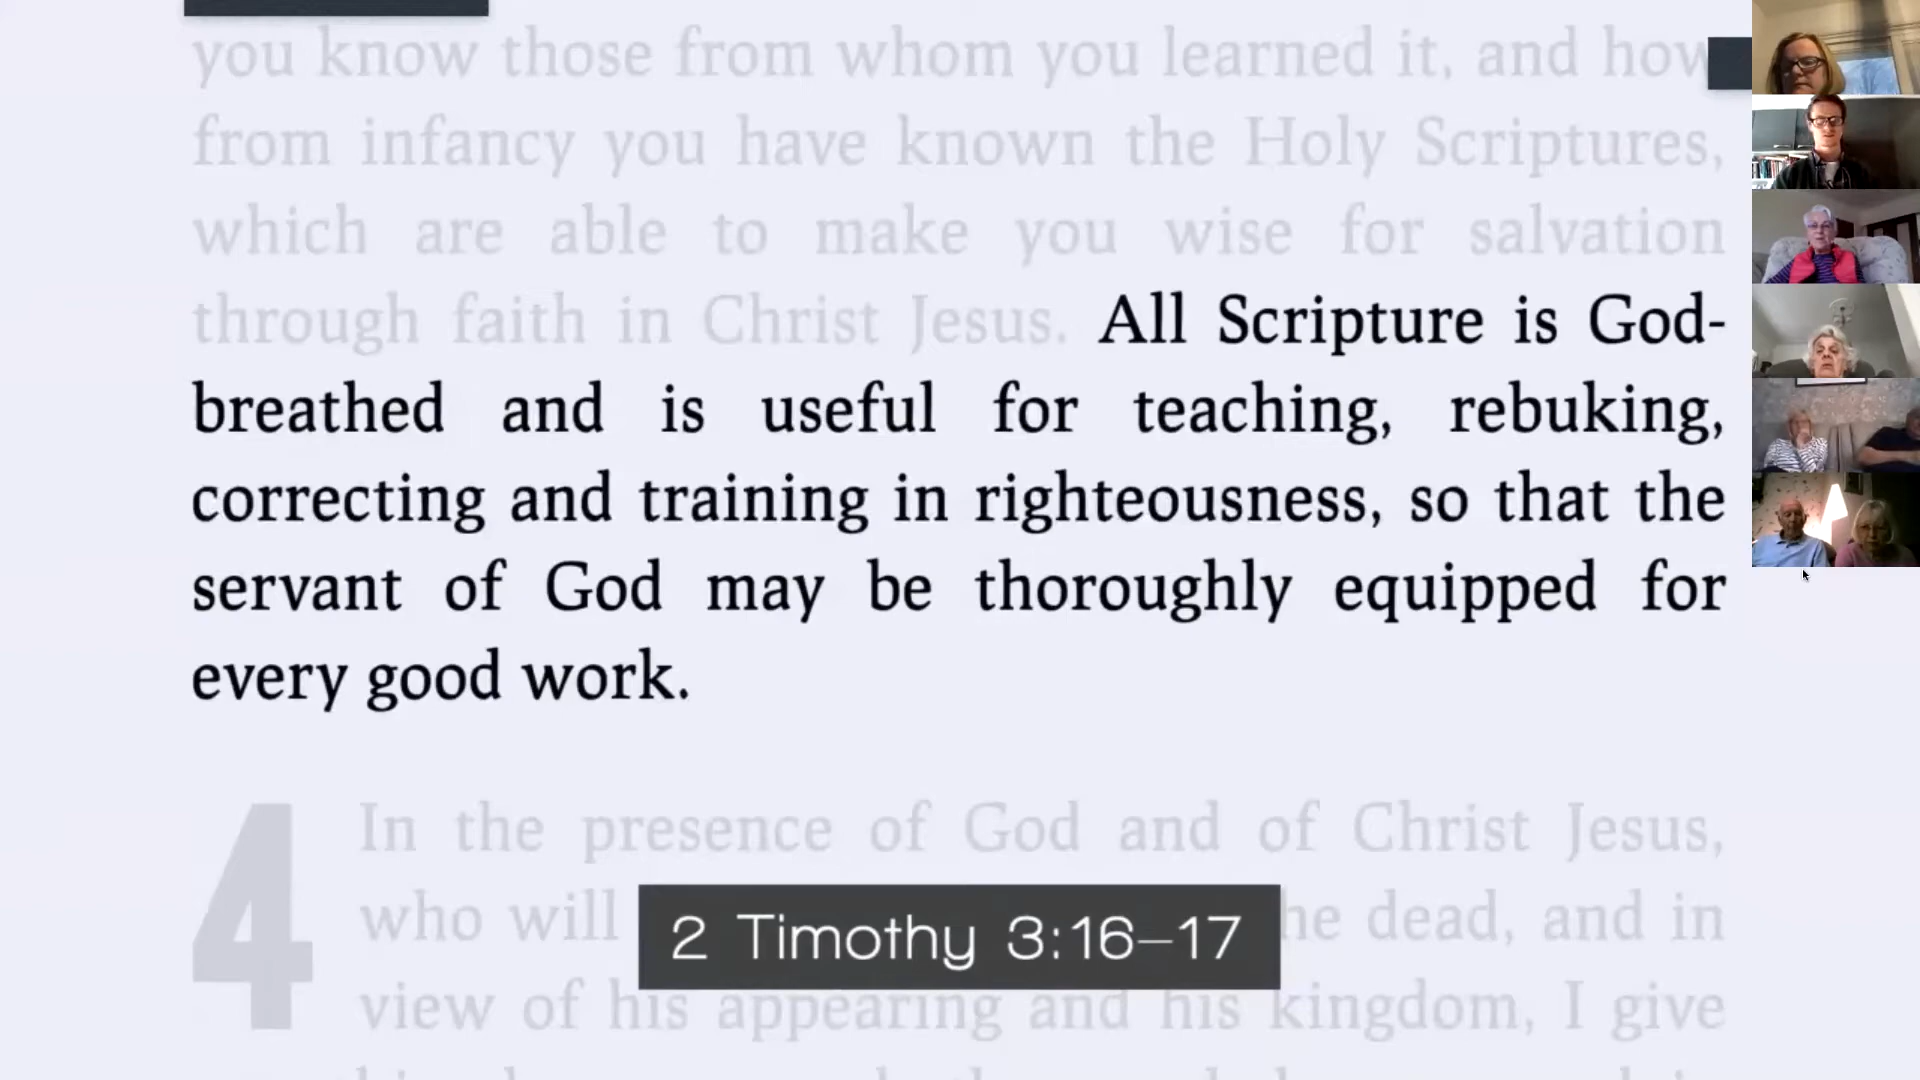 you know those from whom you learned it, and how
from infancy you have known the Holy Scriptures,
which are able to make you wise for salvation
through faith in Christ Jesus. All Scripture is God-
breathed and is useful for teaching, rebuking,
correcting and training in righteousness, so that the
servant of God may be thoroughly equipped for
every good work.
4 In the presence of God and of Christ Jesus,
who will he dead, and in
2 Timothy 3:16–17
view of his appearing and his kingdom, I give